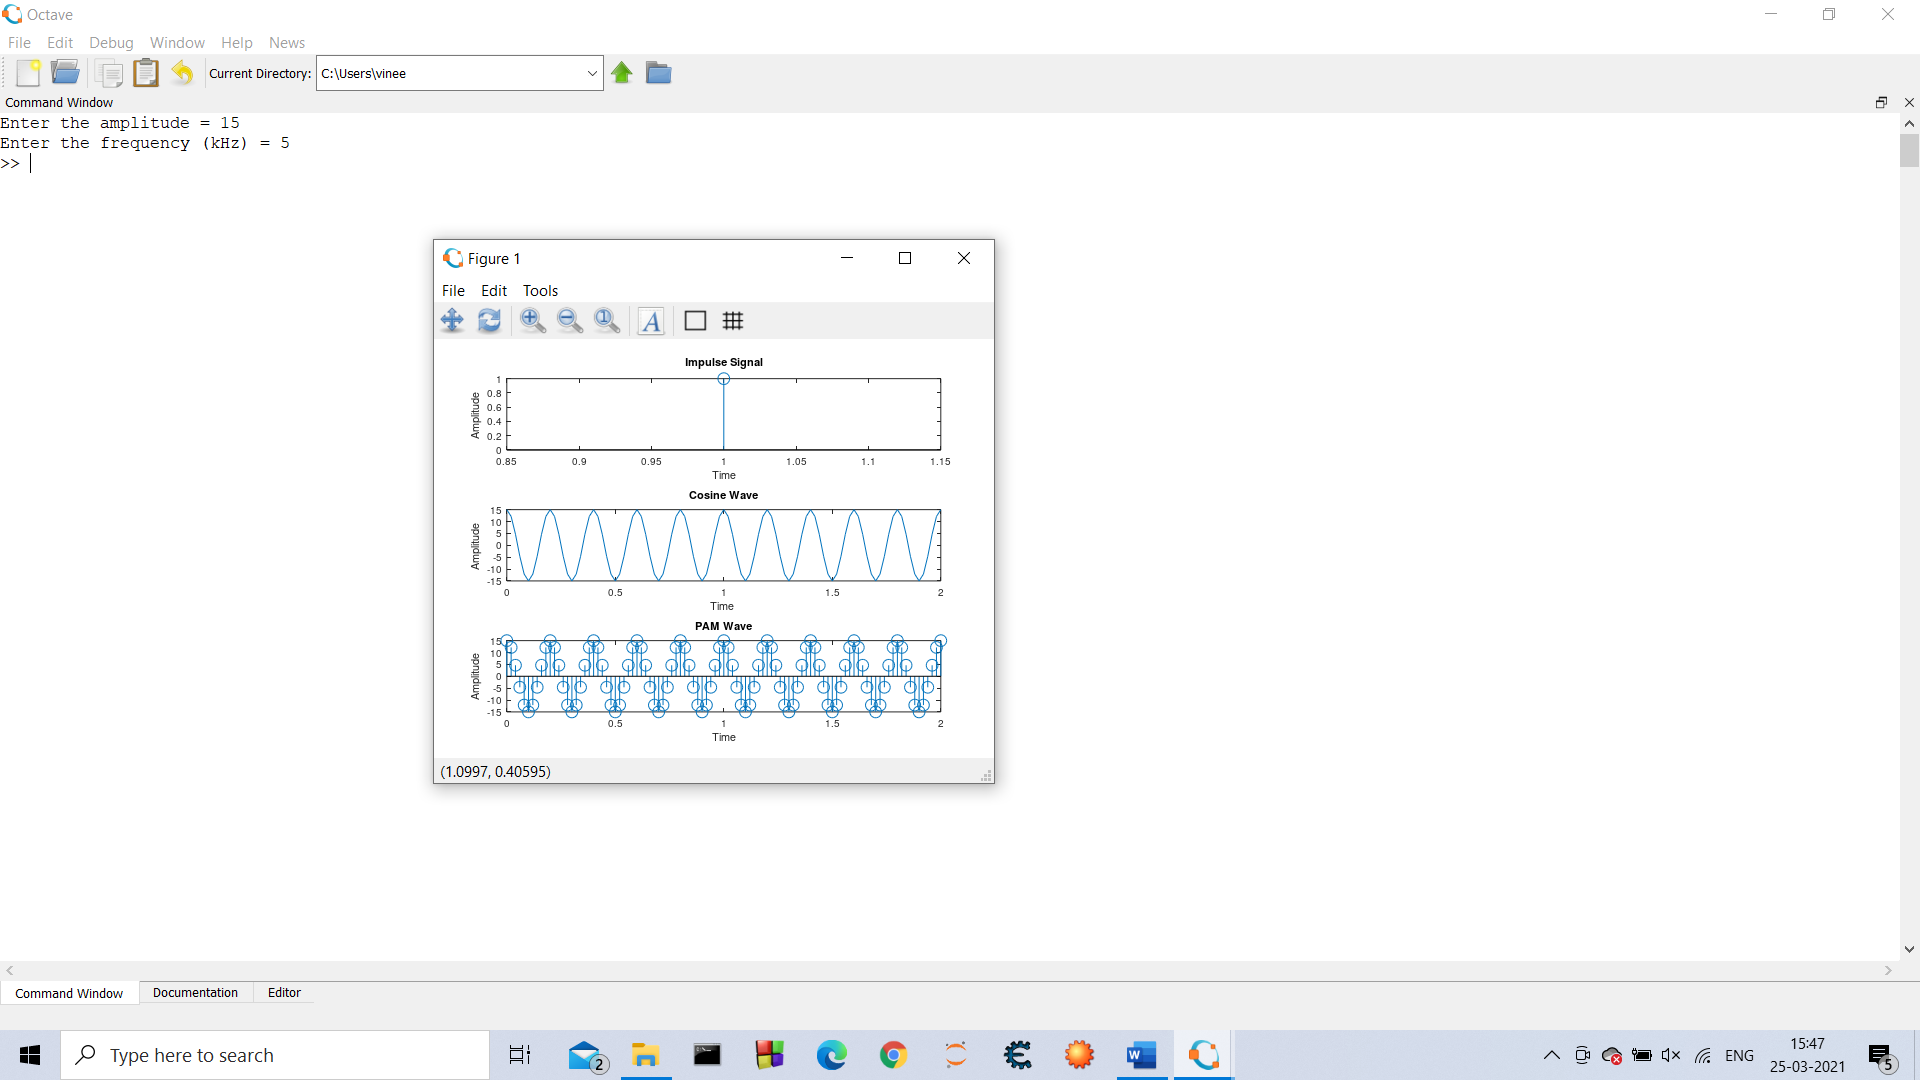 Octave
File Edit Debug Window Help News
Current Directory: C:\Users\vinee
Command Window
Enter the amplitude = 15
Enter the frequency (kHz) = 5
>>
Figure 1
File Edit Tools
A
Impulse Signal
Amplitude
1
0.8
0.6
0.4
0.2
0
0.85 0.9 0.95 1 1.05 1.1 1.15
Time
Cosine Wave
Amplitude
15
10
5
0
-5
-10
-15
0 0.5 1 1.5 2
Time
PAM Wave
Amplitude
15
10
5
0
-5
-10
-15
0 0.5 1 1.5 2
Time
(1.0997, 0.40595)
Command Window Documentation Editor
Type here to search
2
W
ENG
15:47
25-03-2021
5